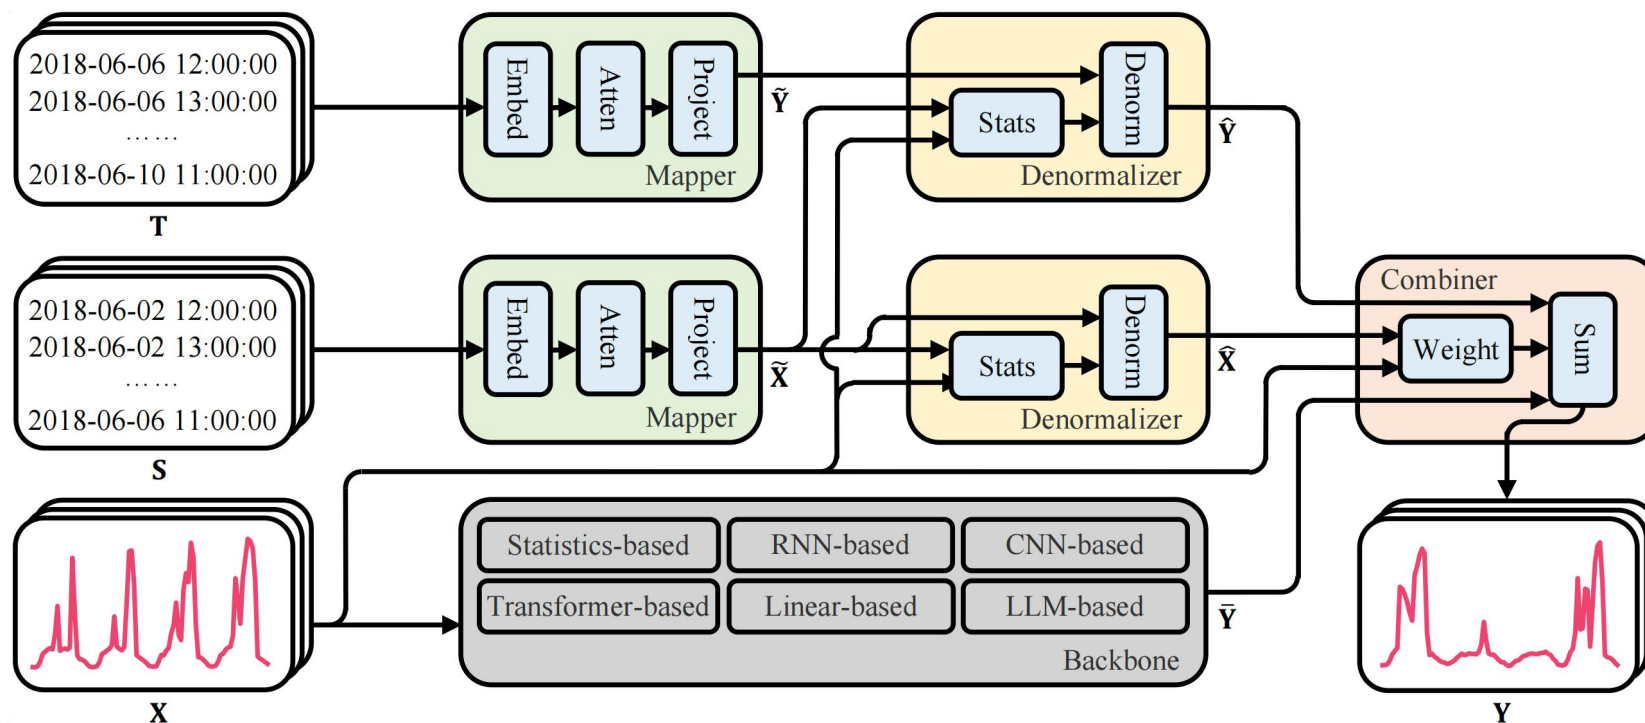 2018-06-06 12:00:00
2018-06-06 13:00:00
... ...
2018-06-10 11:00:00
T
Embed
Atten
Project
Mapper
Ỹ
Stats
Denorm
Denormalizer
Ŷ
2018-06-02 12:00:00
2018-06-02 13:00:00
... ...
2018-06-06 11:00:00
S
Embed
Atten
Project
Mapper
X̃
Stats
Denorm
Denormalizer
X̂
Combiner
Weight
Sum
X
Statistics-based
RNN-based
CNN-based
Transformer-based
Linear-based
LLM-based
Backbone
Ȳ
Y